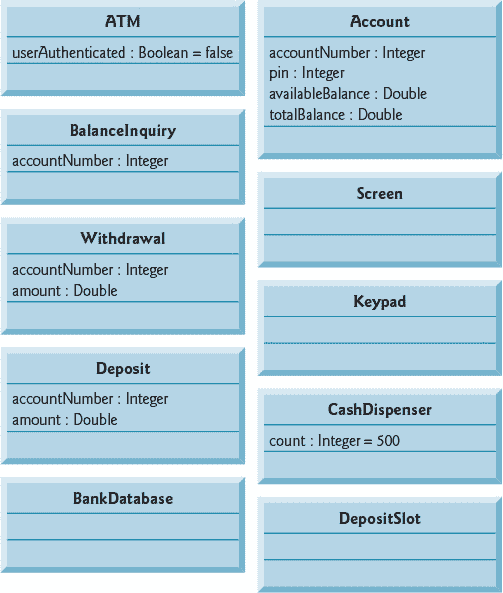 ATM
userAuthenticated : Boolean = false
BalanceInquiry
accountNumber : Integer
Withdrawal
accountNumber : Integer
amount : Double
Deposit
accountNumber : Integer
amount : Double
BankDatabase
Account
accountNumber : Integer
pin : Integer
availableBalance : Double
totalBalance : Double
Screen
Keypad
CashDispenser
count : Integer = 500
DepositSlot